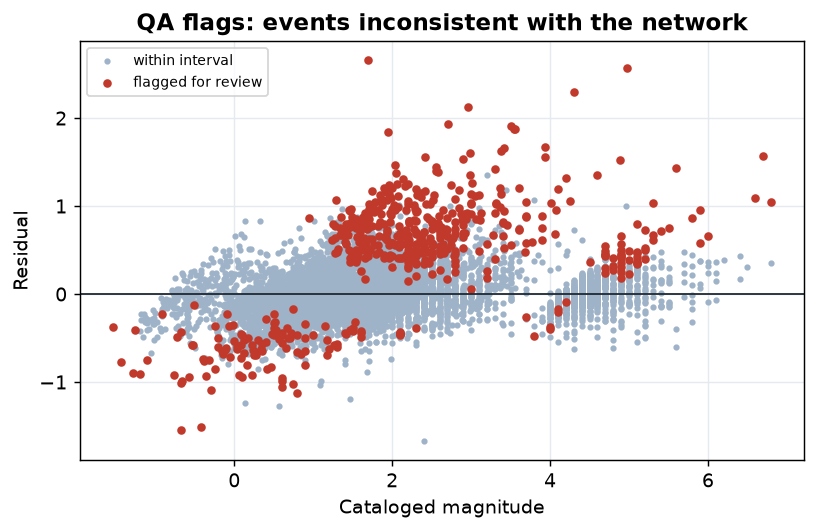 QA flags: events inconsistent with the network
within interval
flagged for review
2
1
0
−1
Residual
0
2
4
6
Cataloged magnitude